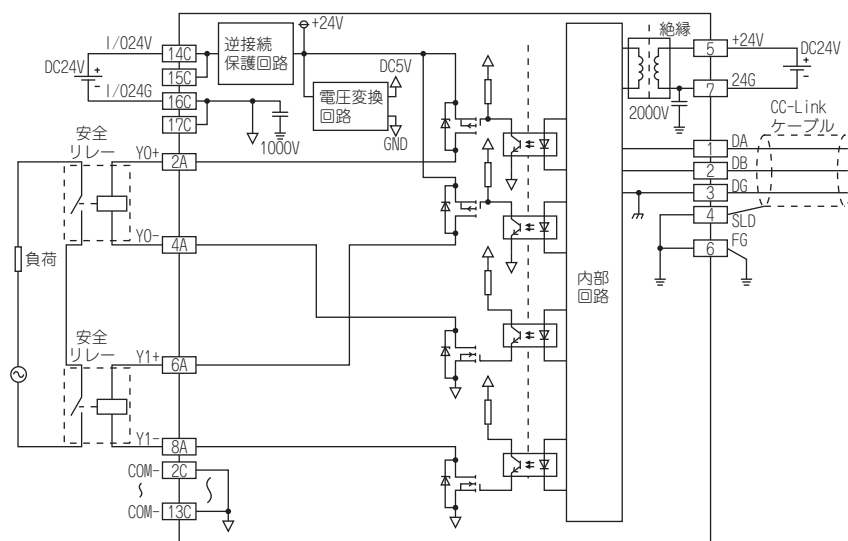 +24V
I/O24V
14C
逆接続
保護回路
15C
DC24V
I/O24G
16C
17C
1000V
電圧変換
回路
DC5V
GND
絶縁
5
+24V
DC24V
7
24G
2000V
CC-Link
ケーブル
1
DA
2
DB
3
DG
4
SLD
6
FG
安全
リレー
Y0+
2A
Y0-
4A
負荷
内部
回路
安全
リレー
Y1+
6A
Y1-
8A
COM-
2C
~
COM-
13C